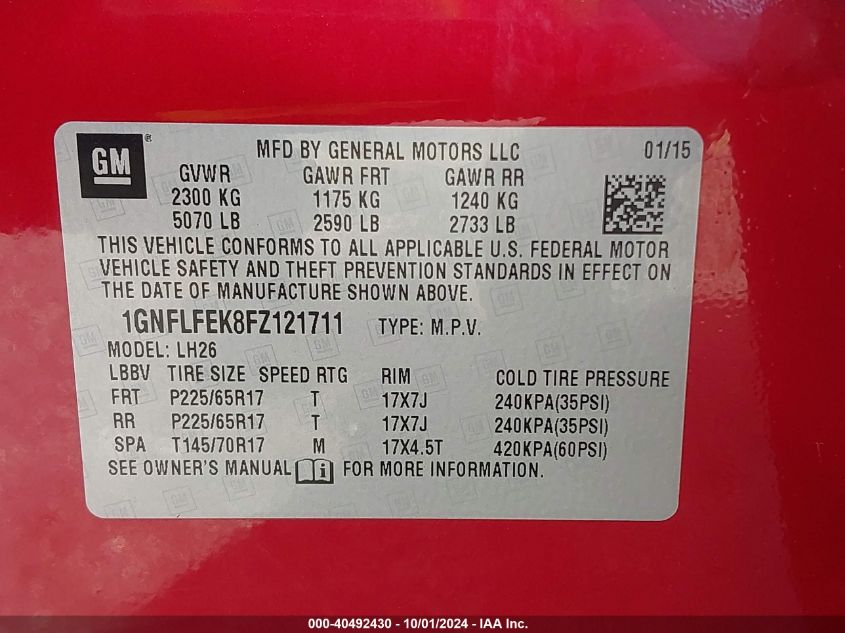 GM ® MFD BY GENERAL MOTORS LLC 01/15
GVWR GAWR FRT GAWR RR
2300 KG 1175 KG 1240 KG
5070 LB 2590 LB 2733 LB
THIS VEHICLE CONFORMS TO ALL APPLICABLE U.S. FEDERAL MOTOR
VEHICLE SAFETY AND THEFT PREVENTION STANDARDS IN EFFECT ON
THE DATE OF MANUFACTURE SHOWN ABOVE.
1GNFLFEK8FZ121711 TYPE: M.P.V.
MODEL: LH26
LBBV TIRE SIZE SPEED RTG RIM COLD TIRE PRESSURE
FRT P225/65R17 T 17X7J 240KPA(35PSI)
RR P225/65R17 T 17X7J 240KPA(35PSI)
SPA T145/70R17 M 17X4.5T 420KPA(60PSI)
SEE OWNER'S MANUAL i FOR MORE INFORMATION.
000-40492430 - 10/01/2024 - IAA Inc.